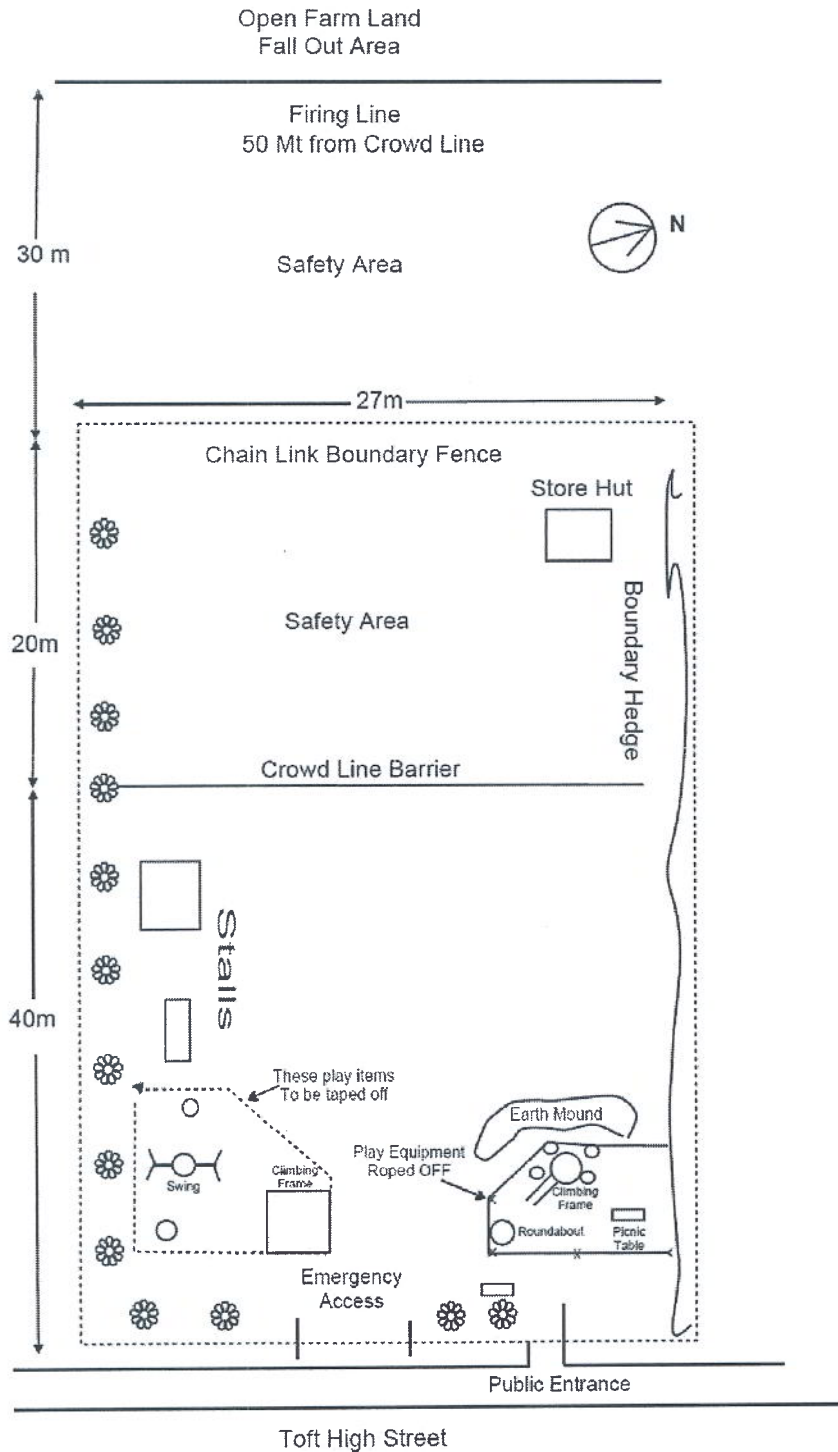 Open Farm Land
Fall Out Area
Firing Line
50 Mt from Crowd Line
N
30 m
Safety Area
27m
Chain Link Boundary Fence
Store Hut
Boundary Hedge
20m
Safety Area
Crowd Line Barrier
Stalls
40m
These play items
To be taped off
Earth Mound
Play Equipment
Roped OFF
Swing
Climbing
Frame
Climbing
Frame
Roundabout
Picnic
Table
Emergency
Access
Public Entrance
Toft High Street